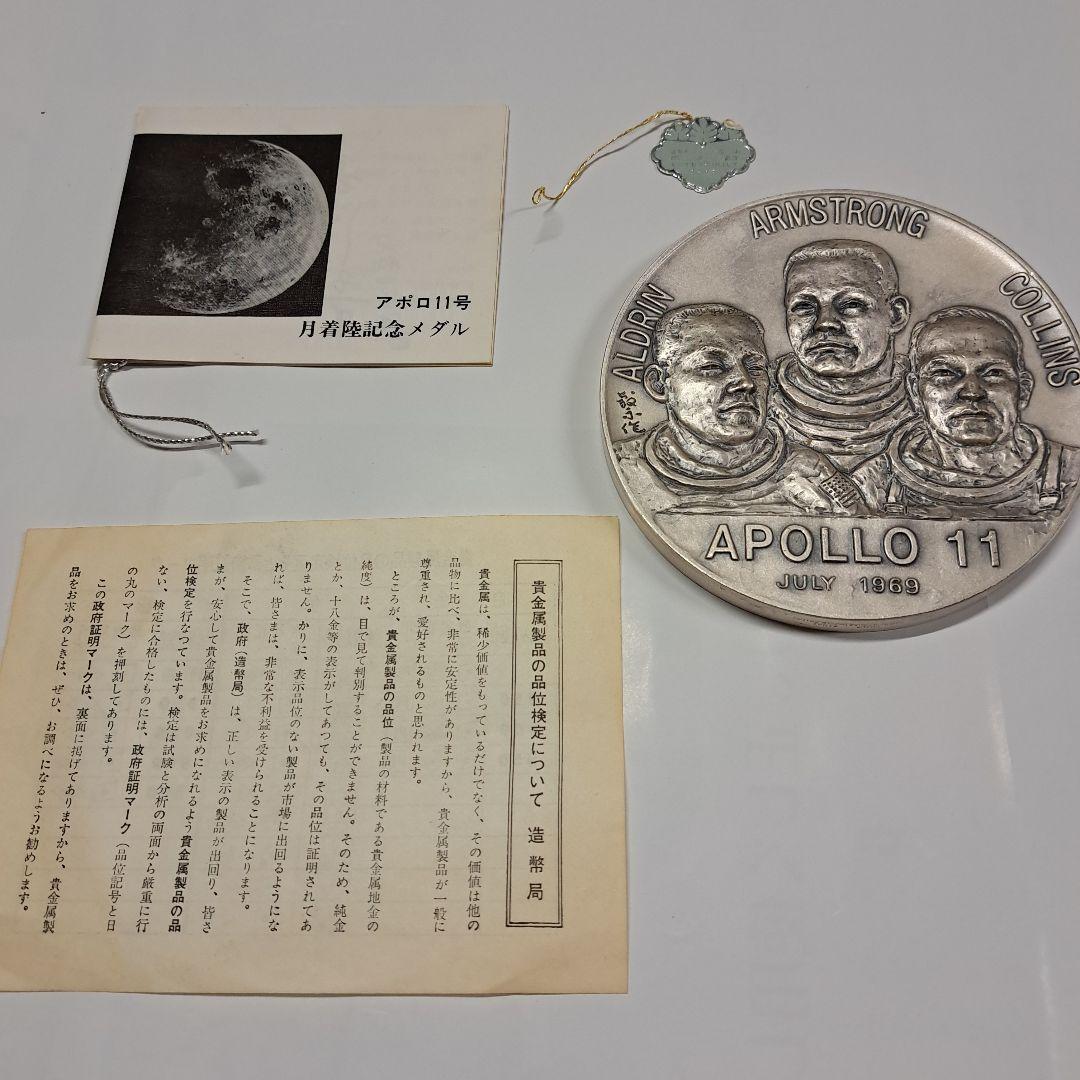 アポロ11号
月着陸記念メダル
ARMSTRONG
ALDRIN
COLLINS
APOLLO 11
JULY 1969
貴金属製品の品位検定について 造幣局
貴金属は、稀少価値をもっているだけでなく、その価値は他の
品物に比べ、非常に安定性がありますから、貴金属製品が一般に
尊重され、愛好されるものと思われます。
ところが、貴金属製品の品位（製品の材料である貴金属地金の
純度）は、目で見て判別することができません。そのため、純金
とか、十八金等の表示がしてあつても、その品位は証明されてあ
りません。かりに、表示品位のない製品が市場に出回るようにな
れば、皆さまは、非常な不利益を受けられることになります。
そこで、政府（造幣局）は、正しい表示の製品が出回り、皆さ
まが、安心して貴金属製品をお求めになれるよう貴金属製品の品
位検定を行なつています。検定は試験と分析の両面から厳重に行
ない、検定に合格したものには、政府証明マーク（品位記号と日
の丸のマーク）を押刻してあります。
この政府証明マークは、裏面に掲げてありますから、貴金属製
品をお求めのときは、ぜひ、お調べになるようお勧めします。